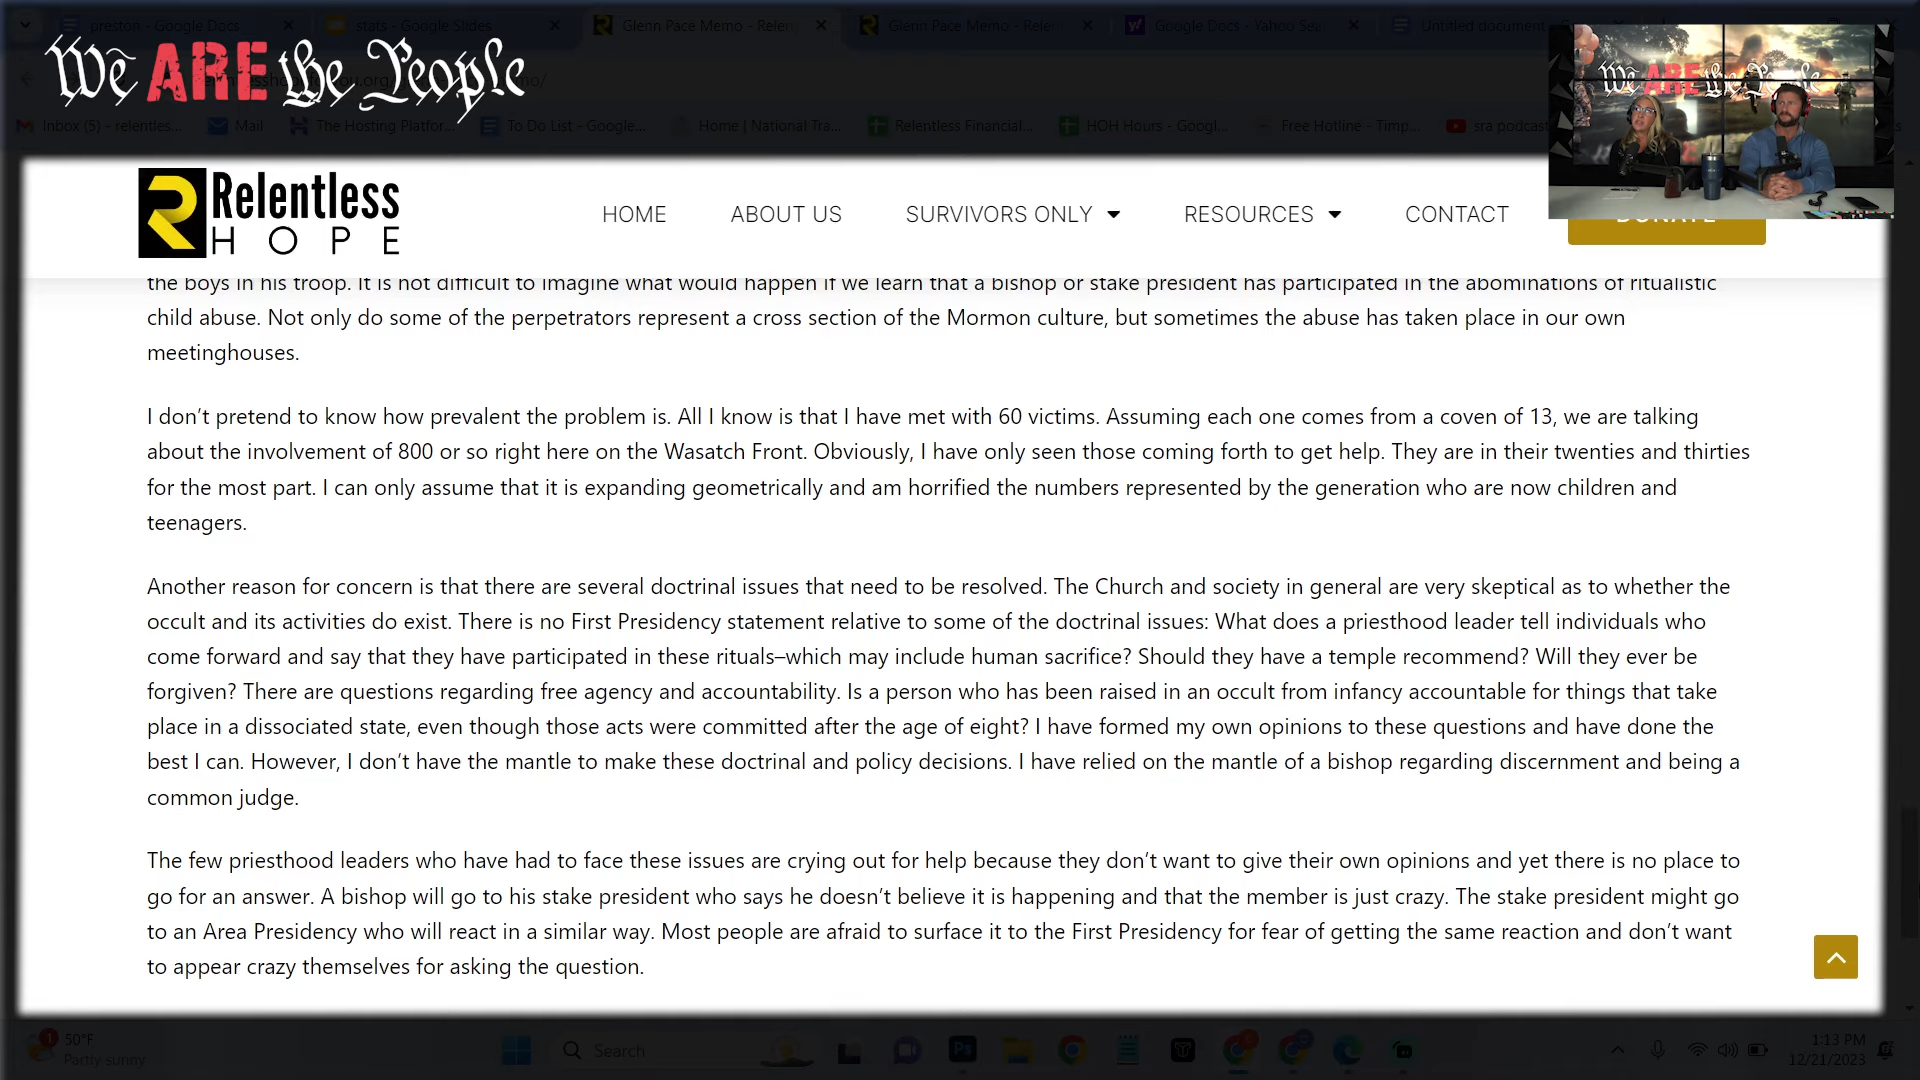 preston - Google Docs
stats - Google Slides
Glenn Pace Memo - Relen
Glenn Pace Memo - Relen
Google Docs - Yahoo Sea
Untitled document
We ARE the People
Inbox (5) - relentles...
Mail
The Hosting Platfor...
To Do List - Google...
Home | National Tra...
Relentless Financial...
HOH Hours - Googl...
Free Hotline - Timp...
sra podcast
We ARE the People
Relentless
HOPE
HOME
ABOUT US
SURVIVORS ONLY
RESOURCES
CONTACT
DONATE
the boys in his troop. It is not difficult to imagine what would happen if we learn that a bishop or stake president has participated in the abominations of ritualistic
child abuse. Not only do some of the perpetrators represent a cross section of the Mormon culture, but sometimes the abuse has taken place in our own
meetinghouses.
I don’t pretend to know how prevalent the problem is. All I know is that I have met with 60 victims. Assuming each one comes from a coven of 13, we are talking
about the involvement of 800 or so right here on the Wasatch Front. Obviously, I have only seen those coming forth to get help. They are in their twenties and thirties
for the most part. I can only assume that it is expanding geometrically and am horrified the numbers represented by the generation who are now children and
teenagers.
Another reason for concern is that there are several doctrinal issues that need to be resolved. The Church and society in general are very skeptical as to whether the
occult and its activities do exist. There is no First Presidency statement relative to some of the doctrinal issues: What does a priesthood leader tell individuals who
come forward and say that they have participated in these rituals–which may include human sacrifice? Should they have a temple recommend? Will they ever be
forgiven? There are questions regarding free agency and accountability. Is a person who has been raised in an occult from infancy accountable for things that take
place in a dissociated state, even though those acts were committed after the age of eight? I have formed my own opinions to these questions and have done the
best I can. However, I don’t have the mantle to make these doctrinal and policy decisions. I have relied on the mantle of a bishop regarding discernment and being a
common judge.
The few priesthood leaders who have had to face these issues are crying out for help because they don’t want to give their own opinions and yet there is no place to
go for an answer. A bishop will go to his stake president who says he doesn’t believe it is happening and that the member is just crazy. The stake president might go
to an Area Presidency who will react in a similar way. Most people are afraid to surface it to the First Presidency for fear of getting the same reaction and don’t want
to appear crazy themselves for asking the question.
50°F
Partly sunny
Search
1:13 PM
12/21/2023